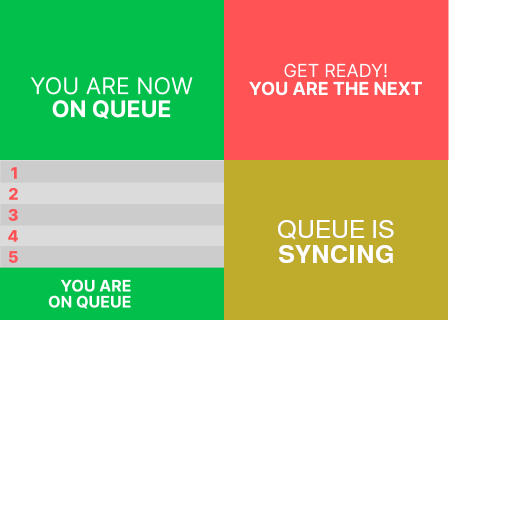 YOU ARE NOW
ON QUEUE
GET READY!
YOU ARE THE NEXT
1
2
3
4
5
YOU ARE
ON QUEUE
QUEUE IS
SYNCING